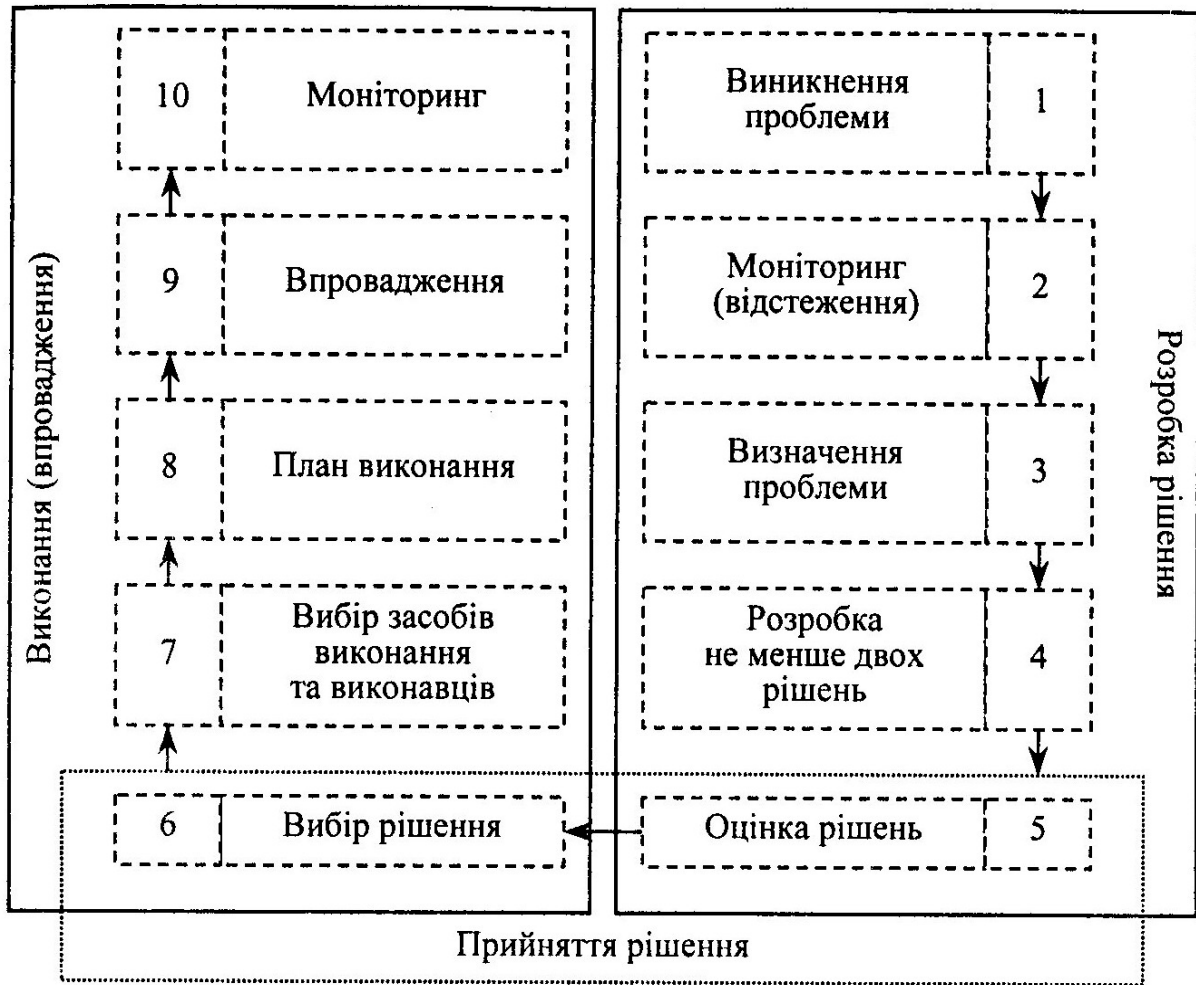 10
Моніторинг
9
Впровадження
8
План виконання
7
Вибір засобів
виконання
та виконавців
6
Вибір рішення
Виконання (впровадження)
Виникнення
проблеми
1
Моніторинг
(відстеження)
2
Визначення
проблеми
3
Розробка
не менше двох
рішень
4
Оцінка рішень
5
Розробка рішення
Прийняття рішення